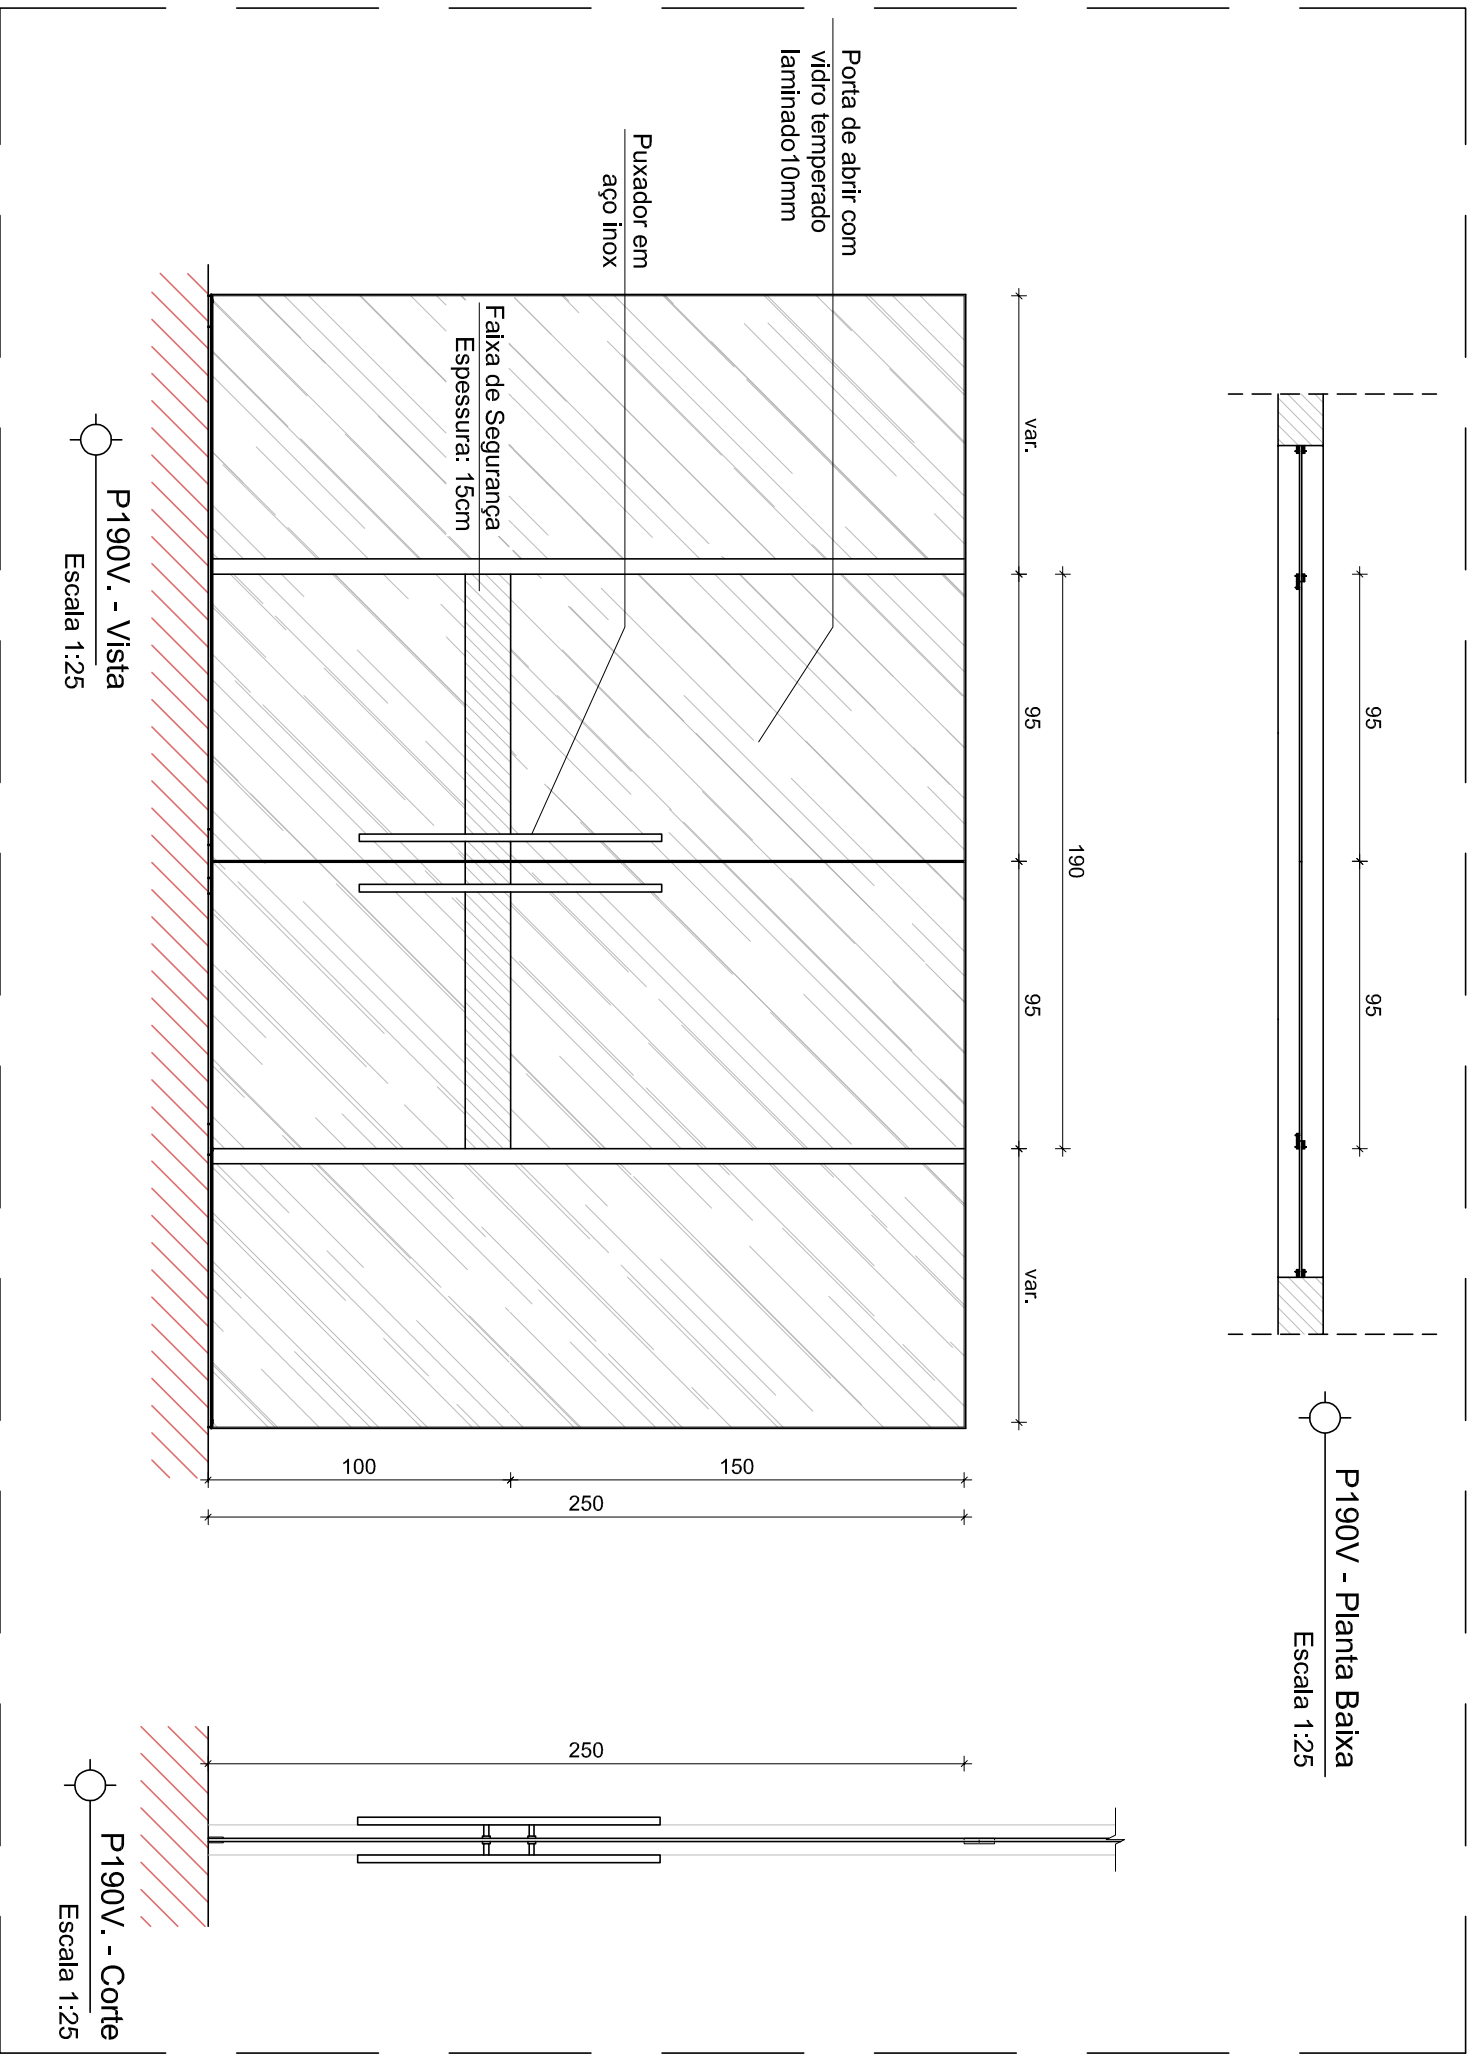 95
95
P190V - Planta Baixa
Escala 1:25
190
var.
95
95
var.
Porta de abrir com
vidro temperado
laminado10mm
Puxador em
aço inox
Faixa de Segurança
Espessura: 15cm
150
100
250
250
P190V. - Vista
Escala 1:25
P190V. - Corte
Escala 1:25